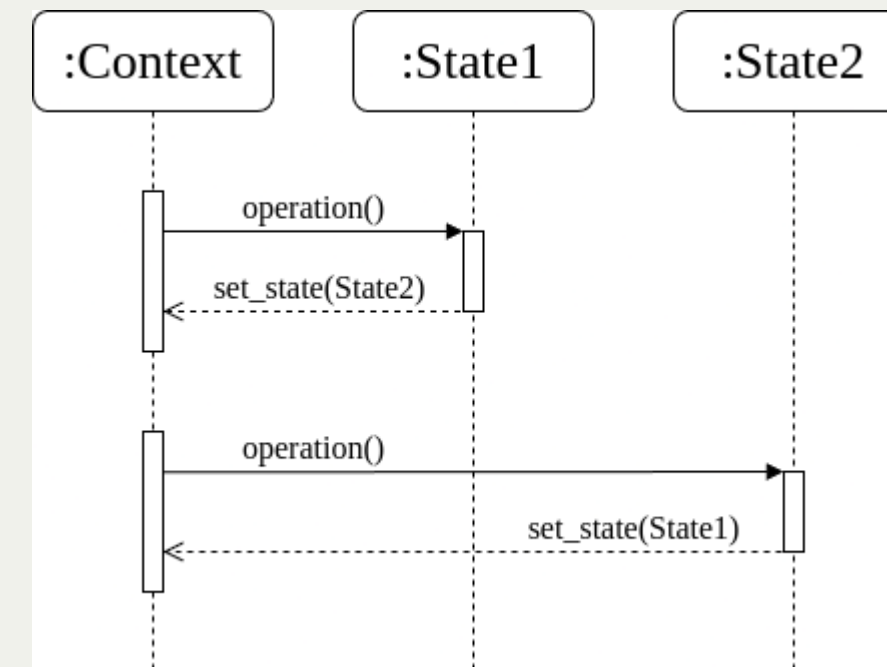 :Context :State1 :State2
operation()
set_state(State2)
operation()
set_state(State1)